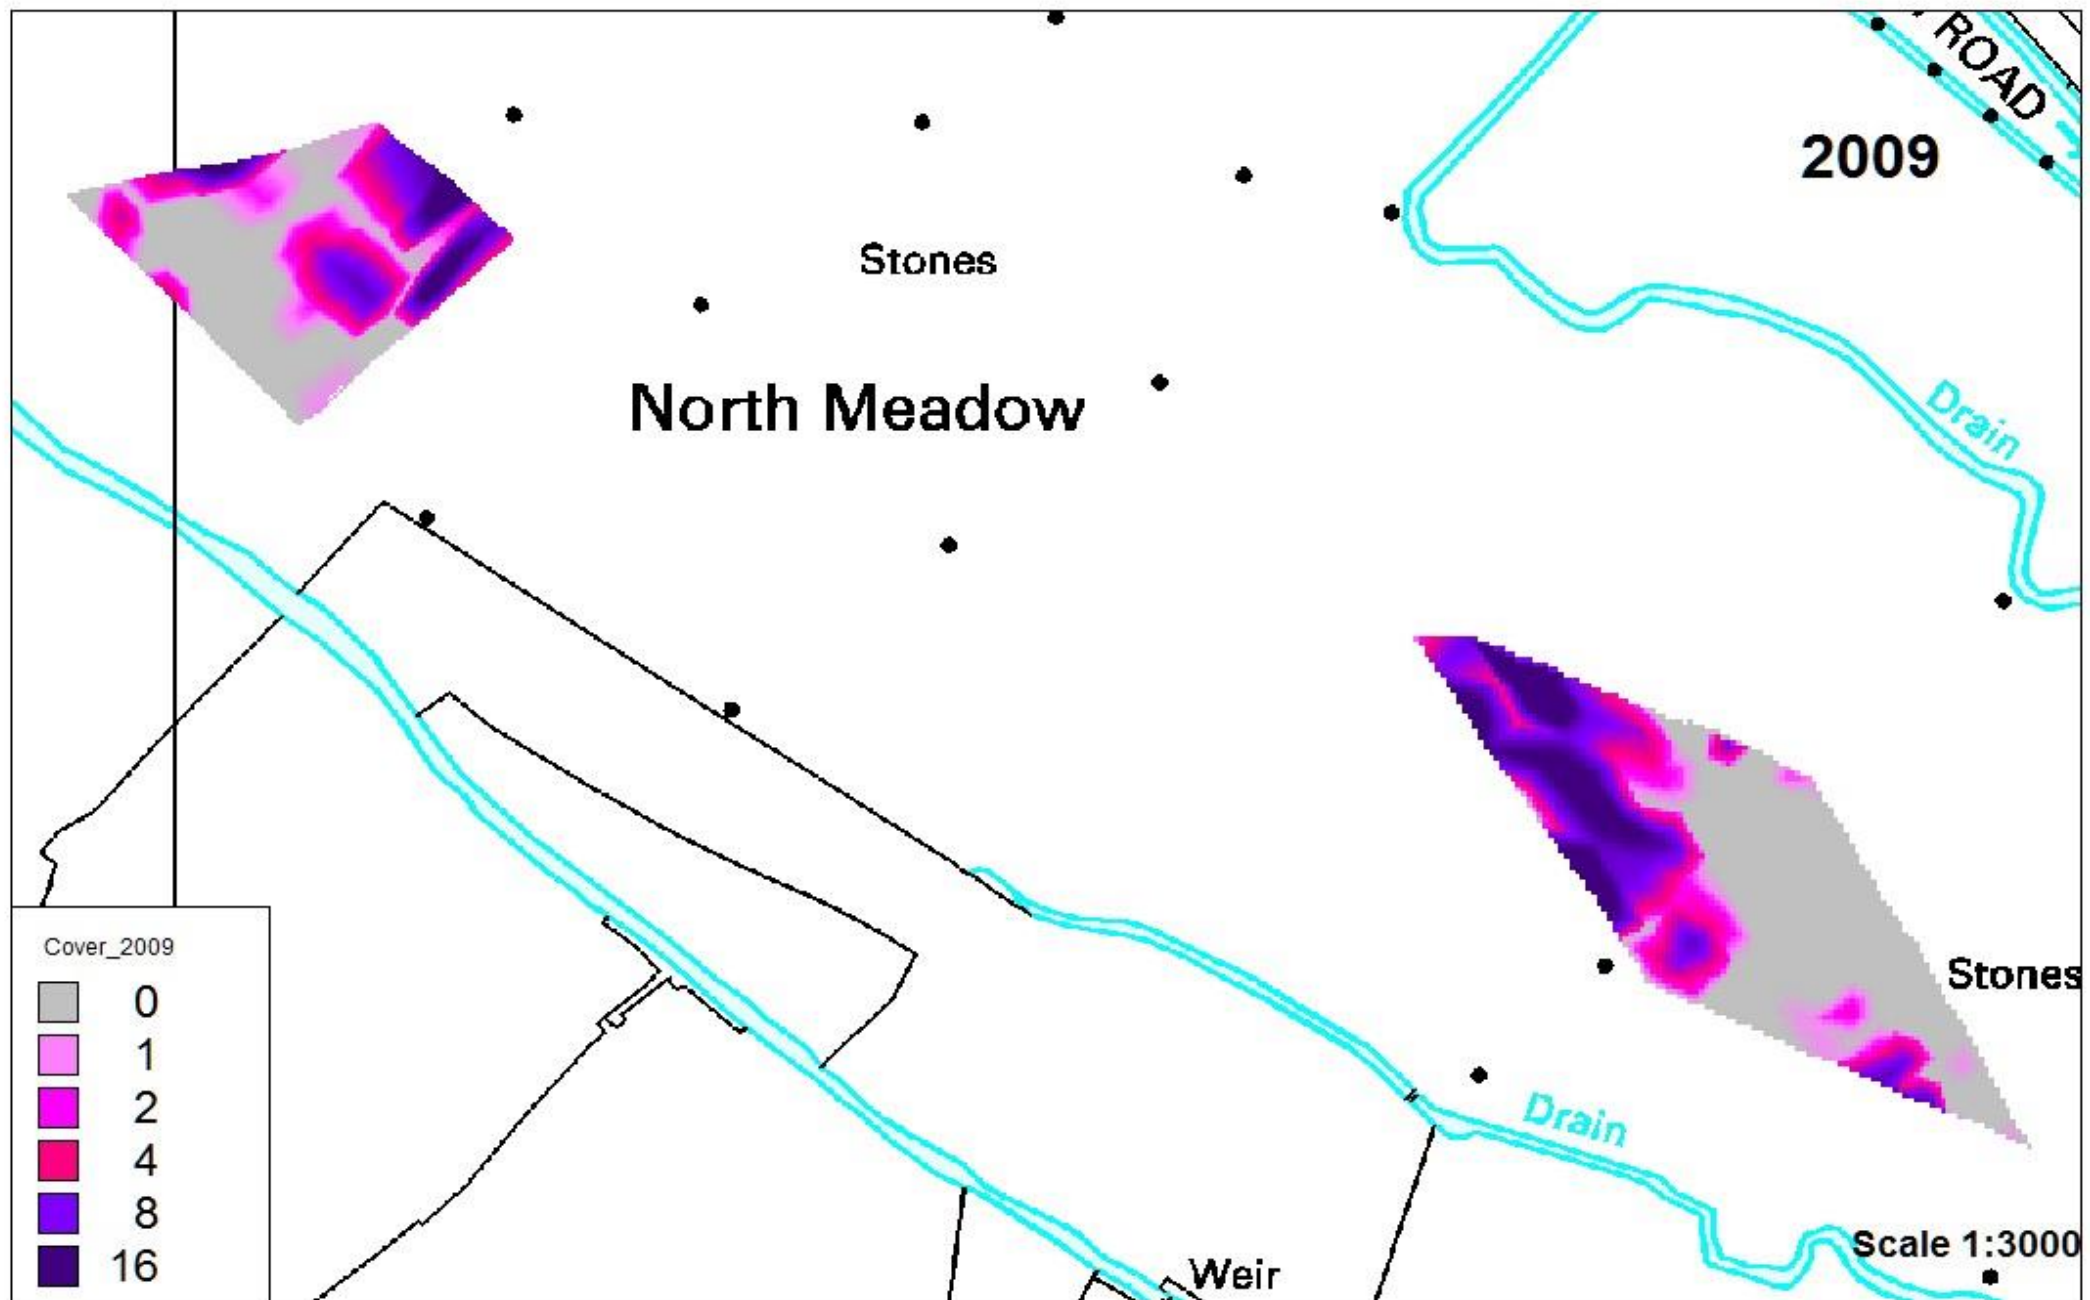 ROAD
2009
Stones
North Meadow
Drain
Stones
Cover_2009
0
1
2
4
8
16
Drain
Scale 1:3000
Weir